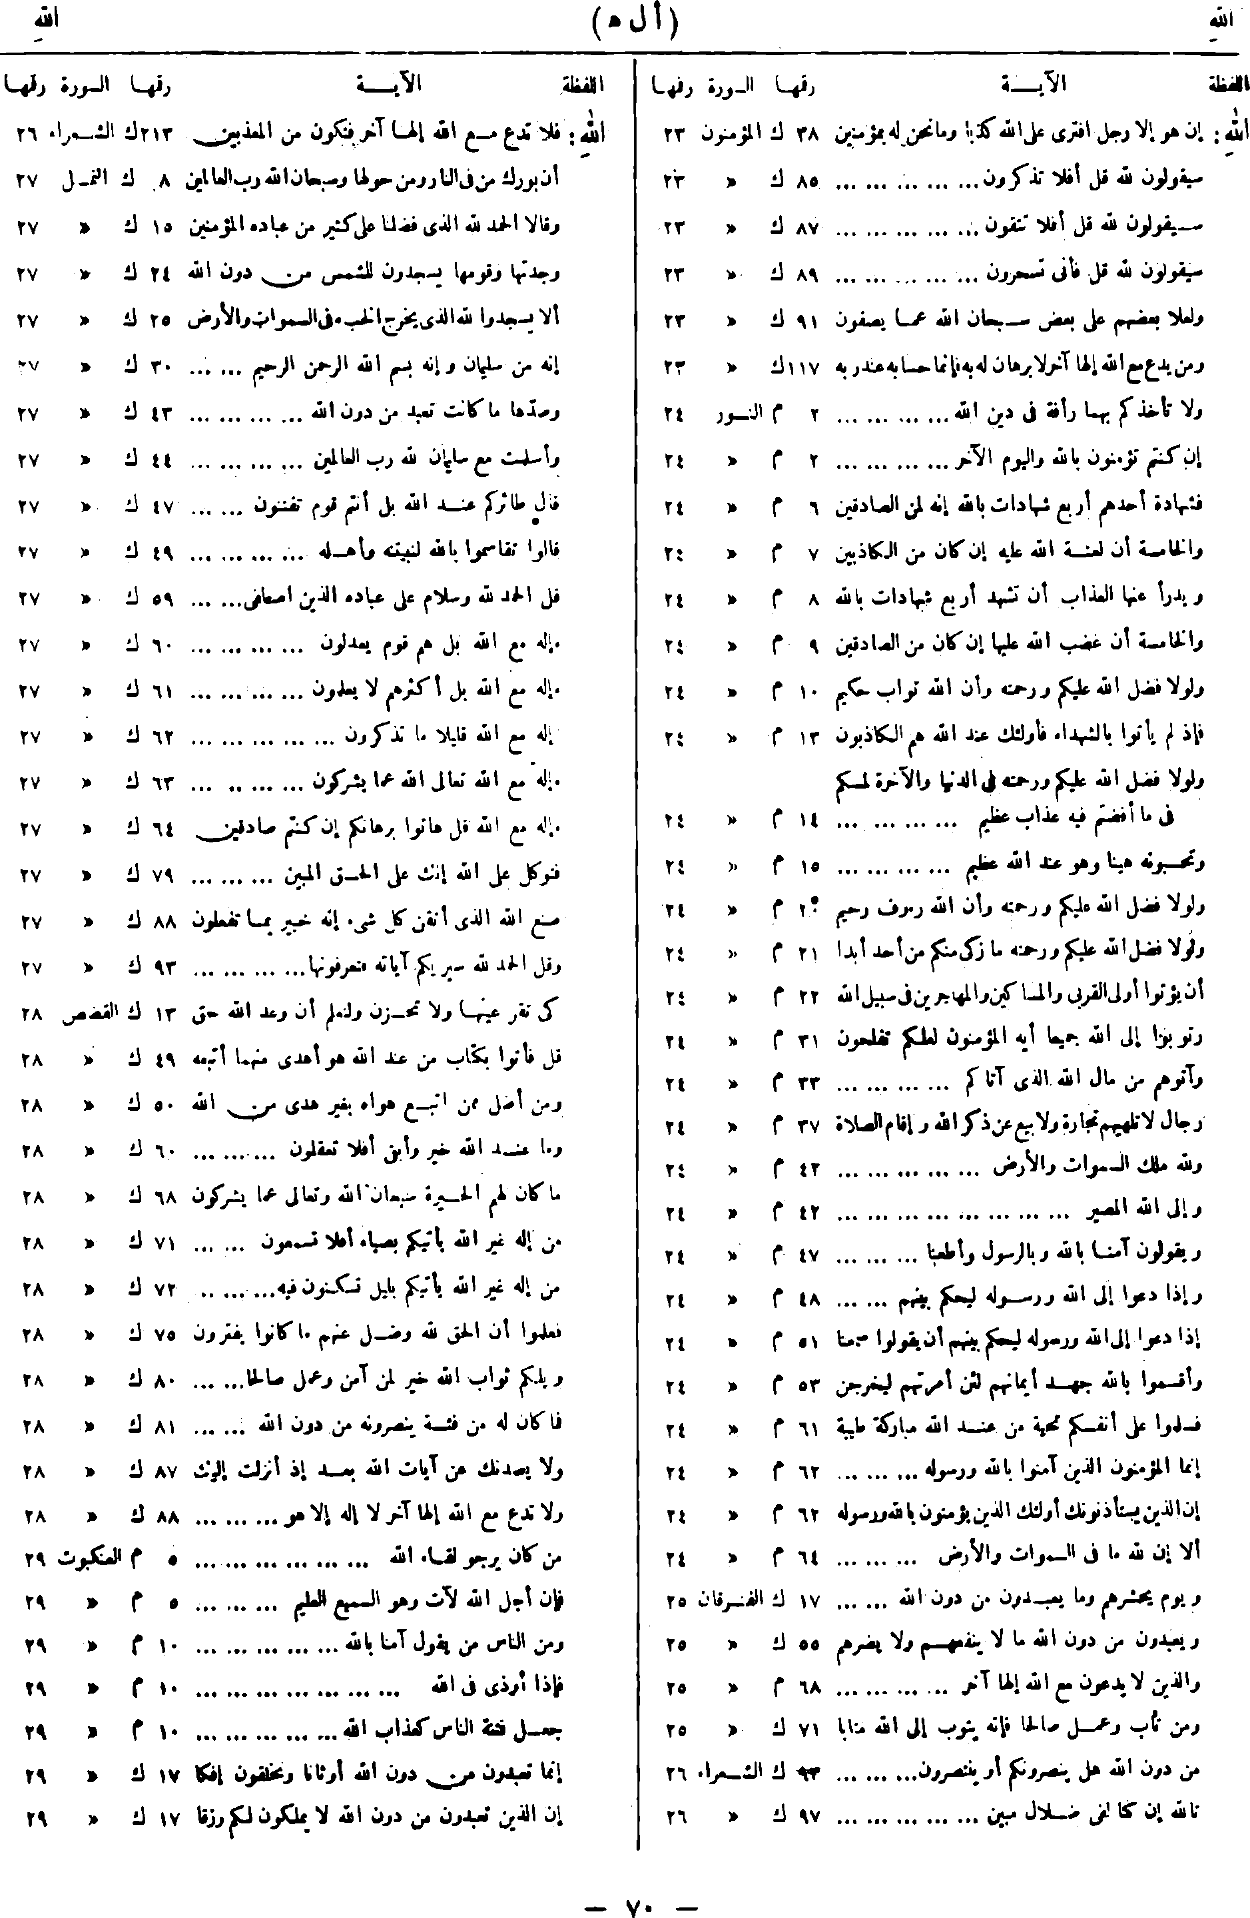 اللهِ (أ ل ه) اللهِ
اللفظة الآيـــة رقمها السورة رقمها
اللهِ : إن هو إلا رجل افترى على الله كذبا وما نحن له بمؤمنين ٣٨ ك المؤمنون ٢٣
سيقولون لله قل أفلا تذكرون ... ... ... ... ... ٨٥ ك « ٢٣
سيقولون لله قل أفلا تتقون ... ... ... ... ... ٨٧ ك « ٢٣
سيقولون لله قل فأنى تسحرون ... ... ... ... ... ٨٩ ك « ٢٣
ولعلا بعضهم على بعض سبحان الله عما يصفون ٩١ ك « ٢٣
ومن يدع مع الله إلها آخر لا برهان له به فإنما حسابه عند ربه ١١٧ ك « ٢٣
ولا تأخذكم بهما رأفة فى دين الله ... ... ... ... ٢ م النور ٢٤
إن كنتم تؤمنون بالله واليوم الآخر ... ... ... ... ٢ م « ٢٤
فشهادة أحدهم أربع شهادات بالله إنه لمن الصادقين ٦ م « ٢٤
والخامسة أن لعنة الله عليه إن كان من الكاذبين ٧ م « ٢٤
ويدرأ عنها العذاب أن تشهد أربع شهادات بالله ٨ م « ٢٤
والخامسة أن غضب الله عليها إن كان من الصادقين ٩ م « ٢٤
ولولا فضل الله عليكم ورحمته وأن الله تواب حكيم ١٠ م « ٢٤
فإذ لم يأتوا بالشهداء فأولئك عند الله هم الكاذبون ١٣ م « ٢٤
ولولا فضل الله عليكم ورحمته فى الدنيا والآخرة لمسكم
فى ما أفضتم فيه عذاب عظيم ... ... ... ... ١٤ م « ٢٤
وتحسبونه هينا وهو عند الله عظيم ... ... ... ... ١٥ م « ٢٤
ولولا فضل الله عليكم ورحمته وأن الله رءوف رحيم ٢٠ م « ٢٤
ولولا فضل الله عليكم ورحمته ما زكى منكم من أحد أبدا ٢١ م « ٢٤
أن يؤتوا أولى القربى والمساكين والمهاجرين فى سبيل الله ٢٢ م « ٢٤
وتوبوا إلى الله جميعا أيه المؤمنون لعلكم تفلحون ٣١ م « ٢٤
وآتوهم من مال الله الذى آتاكم ... ... ... ... ٣٣ م « ٢٤
رجال لا تلهيهم تجارة ولا بيع عن ذكر الله وإقام الصلاة ٣٧ م « ٢٤
ولله ملك السموات والأرض ... ... ... ... ... ٤٢ م « ٢٤
وإلى الله المصير ... ... ... ... ... ... ... ... ٤٢ م « ٢٤
ويقولون آمنا بالله وبالرسول وأطعنا ... ... ... ٤٧ م « ٢٤
وإذا دعوا إلى الله ورسوله ليحكم بينهم ... ... ٤٨ م « ٢٤
إذا دعوا إلى الله ورسوله ليحكم بينهم أن يقولوا سمعنا ٥١ م « ٢٤
وأقسموا بالله جهد أيمانهم لئن أمرتهم ليخرجن ٥٣ م « ٢٤
فسلموا على أنفسكم تحية من عند الله مباركة طيبة ٦١ م « ٢٤
إنما المؤمنون الذين آمنوا بالله ورسوله ... ... ... ٦٢ م « ٢٤
إن الذين يستأذنونك أولئك الذين يؤمنون بالله ورسوله ٦٢ م « ٢٤
ألا إن لله ما فى السموات والأرض ... ... ... ٦٤ م « ٢٤
ويوم يحشرهم وما يعبدون من دون الله ... ... ١٧ ك الفرقان ٢٥
ويعبدون من دون الله ما لا ينفعهم ولا يضرهم ٥٥ ك « ٢٥
والذين لا يدعون مع الله إلها آخر ... ... ... ... ٦٨ م « ٢٥
ومن تاب وعمل صالحا فإنه يتوب إلى الله متابا ٧١ ك « ٢٥
من دون الله هل ينصرونكم أو ينتصرون ... ... ... ٩٣ ك الشعراء ٢٦
تالله إن كنا لفى ضلال مبين ... ... ... ... ... ٩٧ ك « ٢٦
اللفظة الآيـــة رقمها السورة رقمها
اللهِ : فلا تدع مع الله إلها آخر فتكون من المعذبين ٢١٣ ك الشعراء ٢٦
أن بورك من فى النار ومن حولها وسبحان الله رب العالمين ٨ ك النمل ٢٧
وقالا الحمد لله الذى فضلنا على كثير من عباده المؤمنين ١٥ ك « ٢٧
وجدتها وقومها يسجدون للشمس من دون الله ٢٤ ك « ٢٧
ألا يسجدوا لله الذى يخرج الخبء فى السموات والأرض ٢٥ ك « ٢٧
إنه من سليمان وإنه بسم الله الرحمن الرحيم ... ... ٣٠ ك « ٢٧
وصدّها ما كانت تعبد من دون الله ... ... ... ... ٤٣ ك « ٢٧
وأسلمت مع سليمان لله رب العالمين ... ... ... ... ٤٤ ك « ٢٧
قال طائركم عند الله بل أنتم قوم تفتنون ... ... ٤٧ ك « ٢٧
قالوا تقاسموا بالله لنبيتنه وأهله ... ... ... ... ٤٩ ك « ٢٧
قل الحمد لله وسلام على عباده الذين اصطفى ... ... ٥٩ ك « ٢٧
ءإله مع الله بل هم قوم يعدلون ... ... ... ... ٦٠ ك « ٢٧
ءإله مع الله بل أكثرهم لا يعلمون ... ... ... ... ٦١ ك « ٢٧
ءإله مع الله قليلا ما تذكرون ... ... ... ... ... ٦٢ ك « ٢٧
ءإله مع الله تعالى الله عما يشركون ... ... ... ... ٦٣ ك « ٢٧
ءإله مع الله قل هاتوا برهانكم إن كنتم صادقين ٦٤ ك « ٢٧
فتوكل على الله إنك على الحق المبين ... ... ... ٧٩ ك « ٢٧
صنع الله الذى أتقن كل شىء إنه خبير بما تفعلون ٨٨ ك « ٢٧
وقل الحمد لله سيريكم آياته فتعرفونها ... ... ... ... ٩٣ ك « ٢٧
كى تقر عينها ولا تحزن ولتعلم أن وعد الله حق ١٣ ك القصص ٢٨
قل فأتوا بكتاب من عند الله هو أهدى منهما أتبعه ٤٩ ك « ٢٨
ومن أضل ممن اتبع هواه بغير هدى من الله ٥٠ ك « ٢٨
وما عند الله خير وأبقى أفلا تعقلون ... ... ... ٦٠ ك « ٢٨
ما كان لهم الخيرة سبحان الله وتعالى عما يشركون ٦٨ ك « ٢٨
من إله غير الله يأتيكم بضياء أفلا تسمعون ... ... ٧١ ك « ٢٨
من إله غير الله يأتيكم بليل تسكنون فيه ... ... ... ٧٢ ك « ٢٨
فعلموا أن الحق لله وضل عنهم ما كانوا يفترون ٧٥ ك « ٢٨
ويلكم ثواب الله خير لمن آمن وعمل صالحا ... ... ٨٠ ك « ٢٨
فما كان له من فئة ينصرونه من دون الله ... ... ٨١ ك « ٢٨
ولا يصدنك عن آيات الله بعد إذ أنزلت إليك ٨٧ ك « ٢٨
ولا تدع مع الله إلها آخر لا إله إلا هو ... ... ... ٨٨ ك « ٢٨
من كان يرجو لقاء الله ... ... ... ... ... ... ٥ م العنكبوت ٢٩
فإن أجل الله لآت وهو السميع العليم ... ... ... ٥ م « ٢٩
ومن الناس من يقول آمنا بالله ... ... ... ... ... ١٠ م « ٢٩
فإذا أوذى فى الله ... ... ... ... ... ... ... ١٠ م « ٢٩
جعل فتنة الناس كعذاب الله ... ... ... ... ... ١٠ م « ٢٩
إنما تعبدون من دون الله أوثانا وتخلقون إفكا ١٧ ك « ٢٩
إن الذين تعبدون من دون الله لا يملكون لكم رزقا ١٧ ك « ٢٩
— ٧٠ —